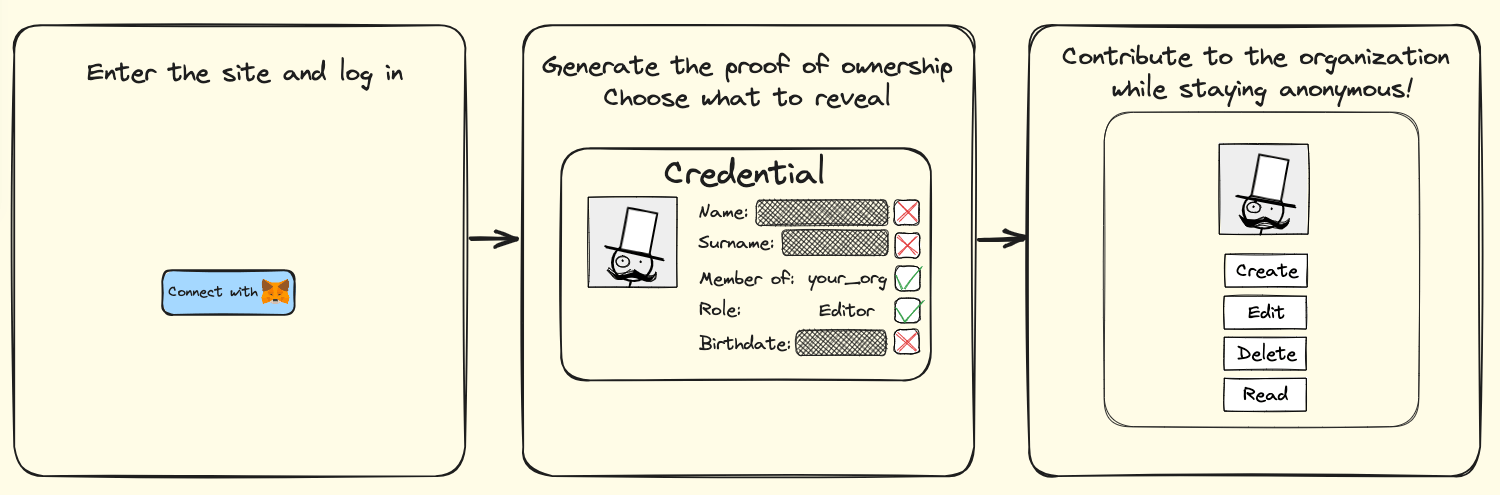 Enter the site and log in
Connect with
Generate the proof of ownership
Choose what to reveal
Credential
Name:
Surname:
Member of: your_org
Role: Editor
Birthdate:
Contribute to the organization
while staying anonymous!
Create
Edit
Delete
Read